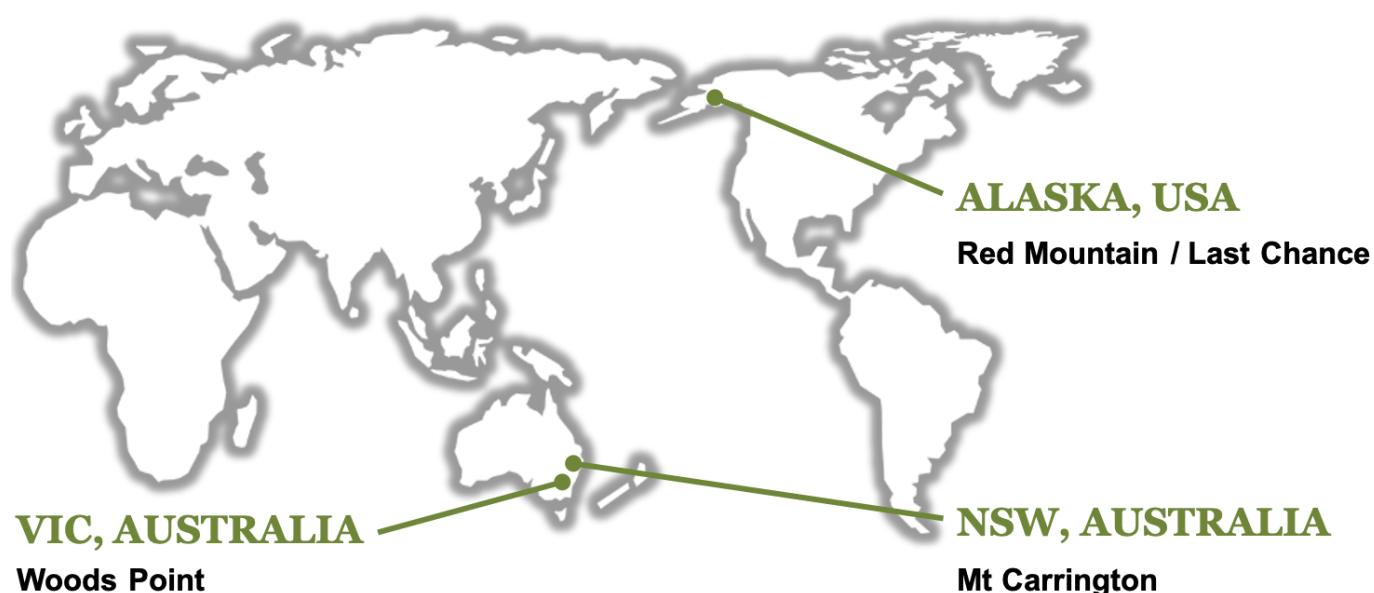 ALASKA, USA
Red Mountain / Last Chance
VIC, AUSTRALIA
Woods Point
NSW, AUSTRALIA
Mt Carrington